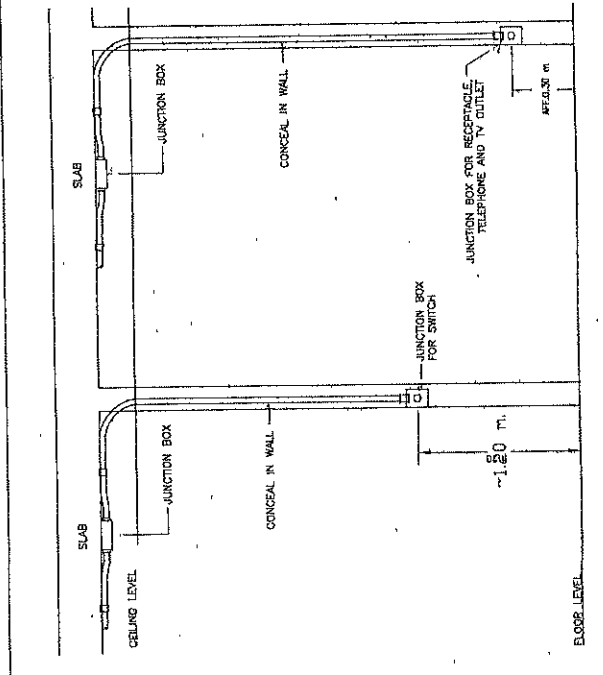 SLAB
JUNCTION BOX
CEILING LEVEL
CONCEAL IN WALL
JUNCTION BOX
FOR SWITCH
~1.20 m.
FLOOR LEVEL
SLAB
JUNCTION BOX
CONCEAL IN WALL
JUNCTION BOX FOR RECEPTACLE,
TELEPHONE AND TV OUTLET
AFF.0.30 m